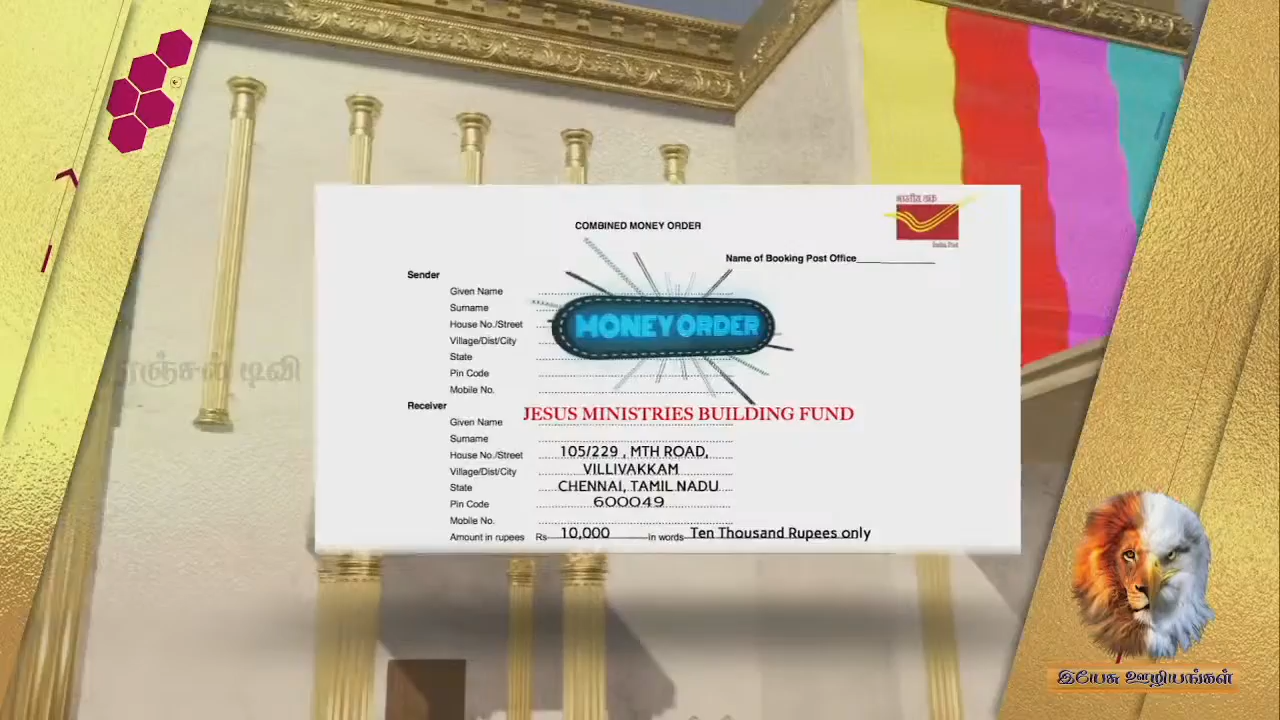 भारतीय डाक
India Post
COMBINED MONEY ORDER
Name of Booking Post Office
Sender
Given Name
Surname
House No./Street
Village/Dist/City
State
Pin Code
Mobile No.
MONEY ORDER
Receiver
Given Name JESUS MINISTRIES BUILDING FUND
Surname
House No./Street 105/229 , MTH ROAD,
Village/Dist/City VILLIVAKKAM
State CHENNAI, TAMIL NADU
Pin Code 600049
Mobile No.
Amount in rupees Rs 10,000 in words Ten Thousand Rupees only
டிவி
இயேசு ஊழியங்கள்